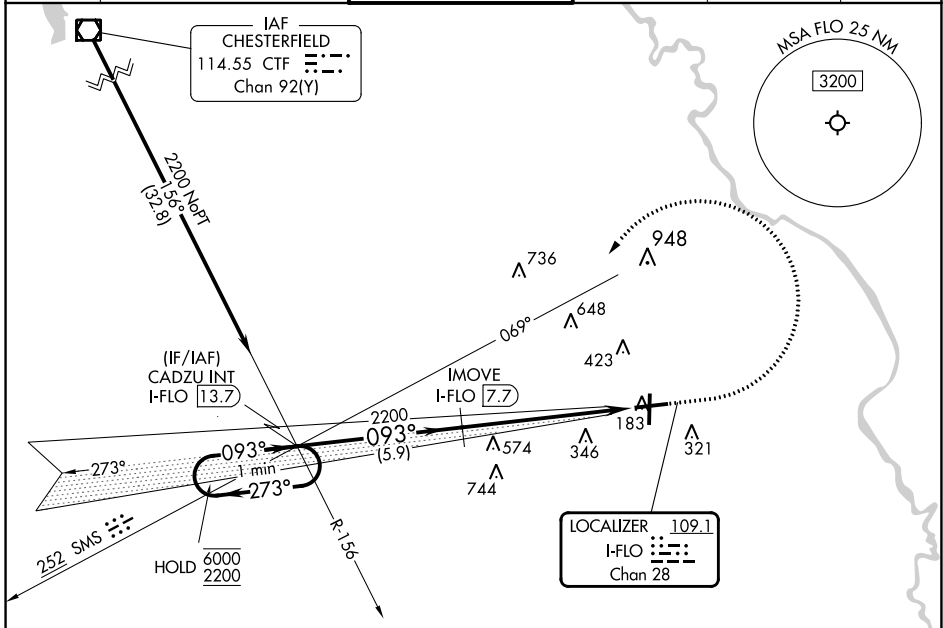 IAF
CHESTERFIELD
114.55 CTF
Chan 92(Y)
MSA FLO 25 NM
3200
2200 NoPT
156°
(32.8)
948
736
648
069°
423
(IF/IAF)
CADZU INT
I-FLO 13.7
IMOVE
I-FLO 7.7
2200
183
093°
093°
(5.9)
574
346
321
273°
1 min
273°
744
R-156
252 SMS
HOLD 6000
2200
LOCALIZER 109.1
I-FLO
Chan 28